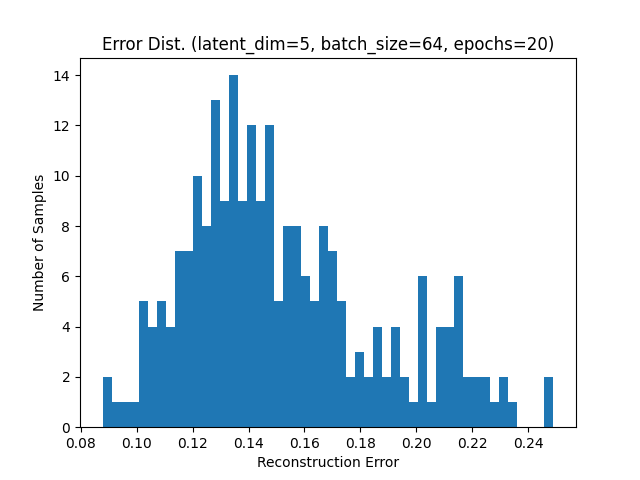 Error Dist. (latent_dim=5, batch_size=64, epochs=20)
14
12
10
8
6
4
2
0
Number of Samples
0.08 0.10 0.12 0.14 0.16 0.18 0.20 0.22 0.24
Reconstruction Error